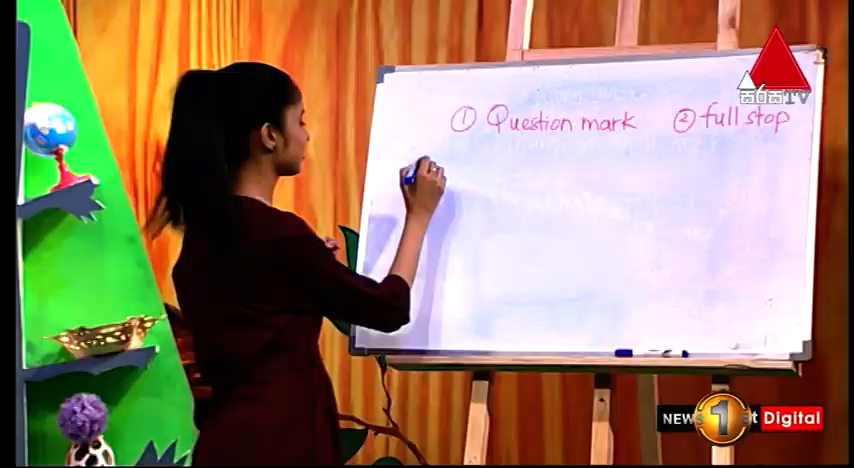 සිරස TV
① Question mark ② full stop
NEWS 1st Digital